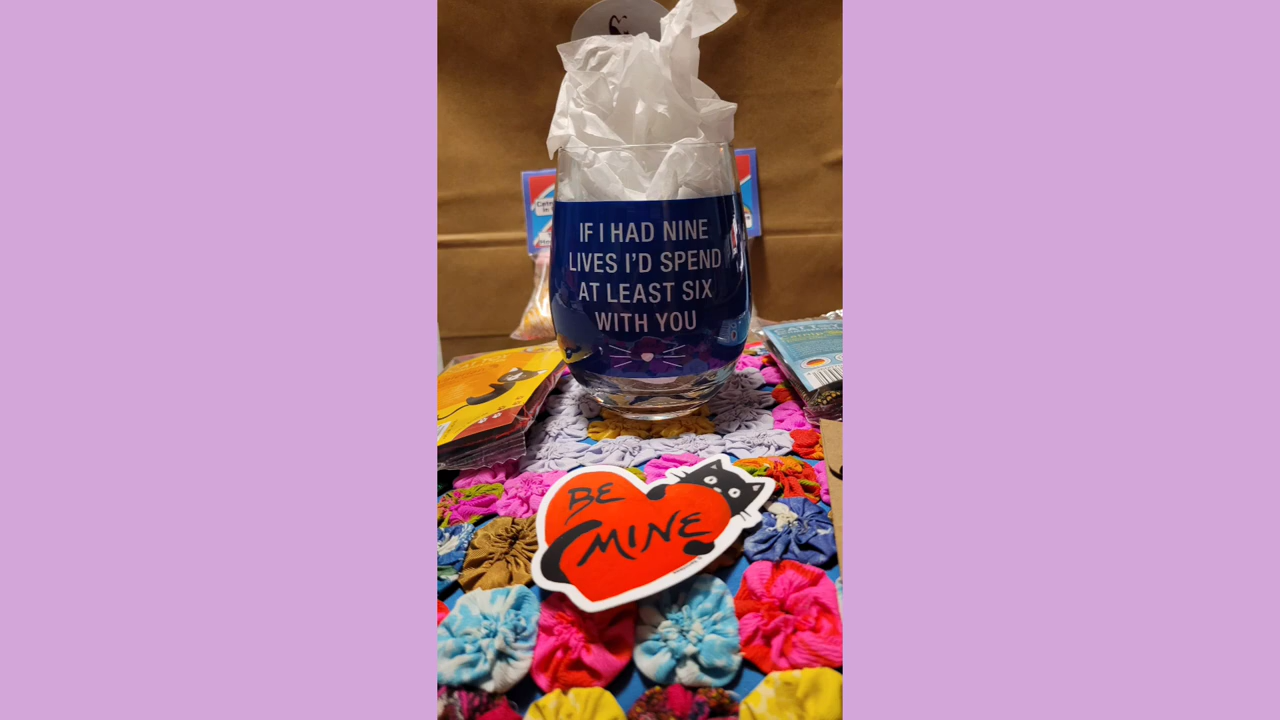 IF I HAD NINE
LIVES I'D SPEND
AT LEAST SIX
WITH YOU
BE
MINE